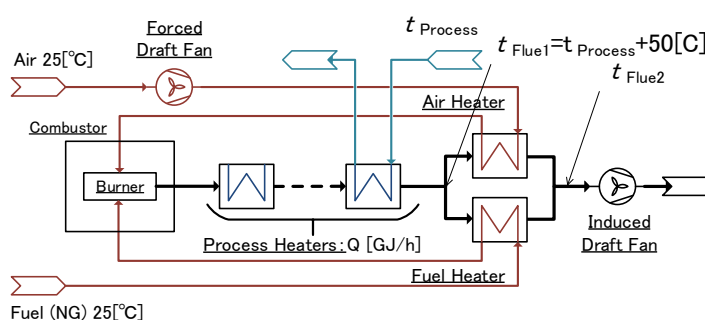 Forced
Draft Fan
t Process
t Flue1=t Process+50[C]
Air 25[℃]
t Flue2
Air Heater
Combustor
Burner
Process Heaters: Q [GJ/h]
Induced
Draft Fan
Fuel Heater
Fuel (NG) 25[℃]